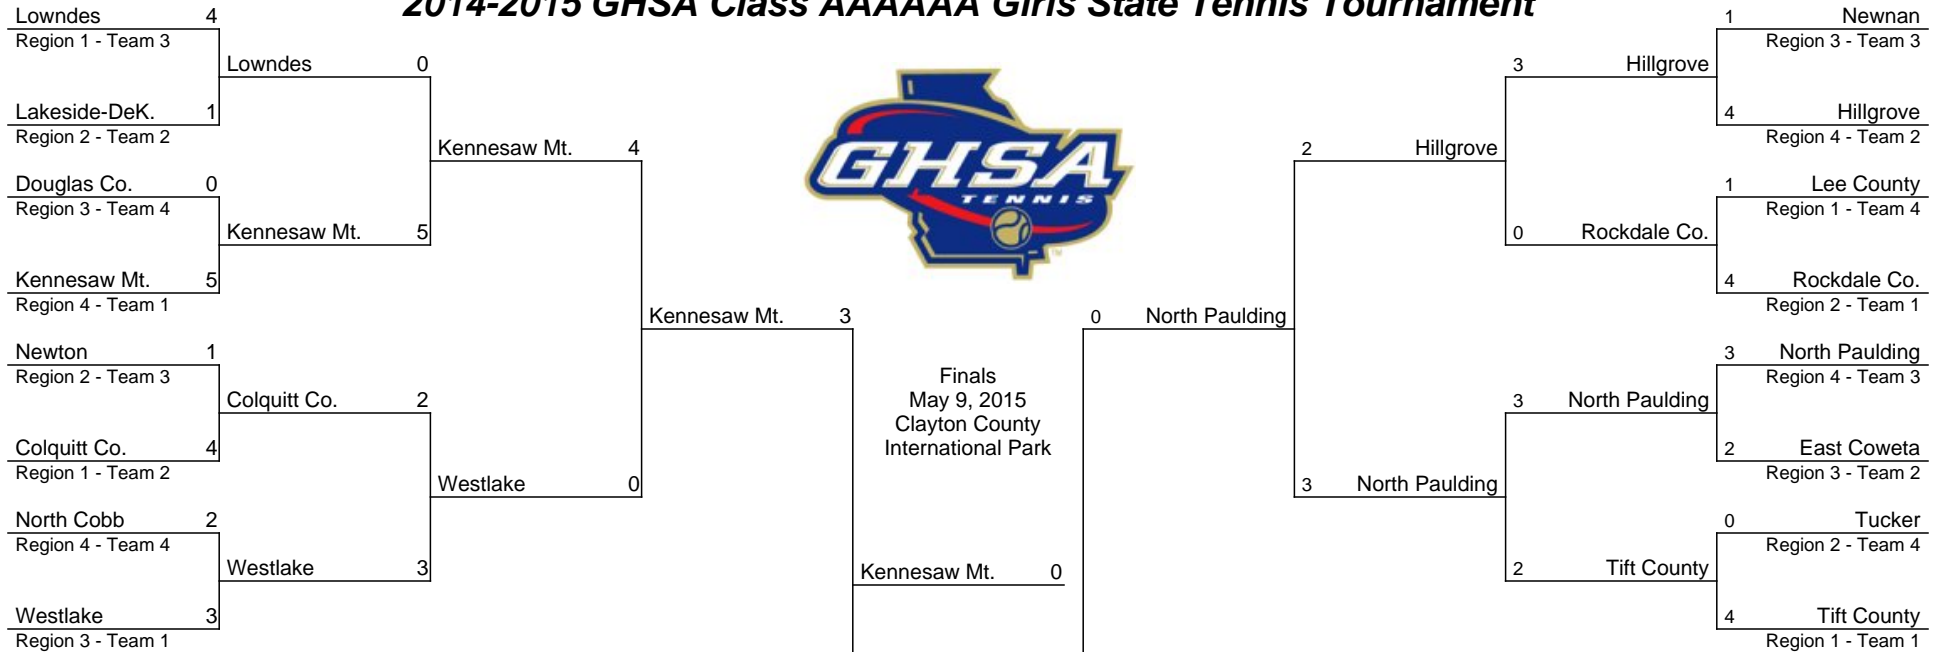 2014-2015 GHSA Class AAAAAA Girls State Tennis Tournament
Lowndes 4
Region 1 - Team 3
Lowndes 0
Lakeside-DeK. 1
Region 2 - Team 2
Kennesaw Mt. 4
Douglas Co. 0
Region 3 - Team 4
Kennesaw Mt. 5
Kennesaw Mt. 5
Region 4 - Team 1
Kennesaw Mt. 3
Newton 1
Region 2 - Team 3
Colquitt Co. 2
Colquitt Co. 4
Region 1 - Team 2
Westlake 0
North Cobb 2
Region 4 - Team 4
Westlake 3
Westlake 3
Region 3 - Team 1
GHSA
TENNIS
TM
Finals
May 9, 2015
Clayton County
International Park
Kennesaw Mt. 0
1 Newnan
Region 3 - Team 3
3 Hillgrove
4 Hillgrove
Region 4 - Team 2
2 Hillgrove
1 Lee County
Region 1 - Team 4
0 Rockdale Co.
4 Rockdale Co.
Region 2 - Team 1
0 North Paulding
3 North Paulding
Region 4 - Team 3
3 North Paulding
2 East Coweta
Region 3 - Team 2
3 North Paulding
0 Tucker
Region 2 - Team 4
2 Tift County
4 Tift County
Region 1 - Team 1